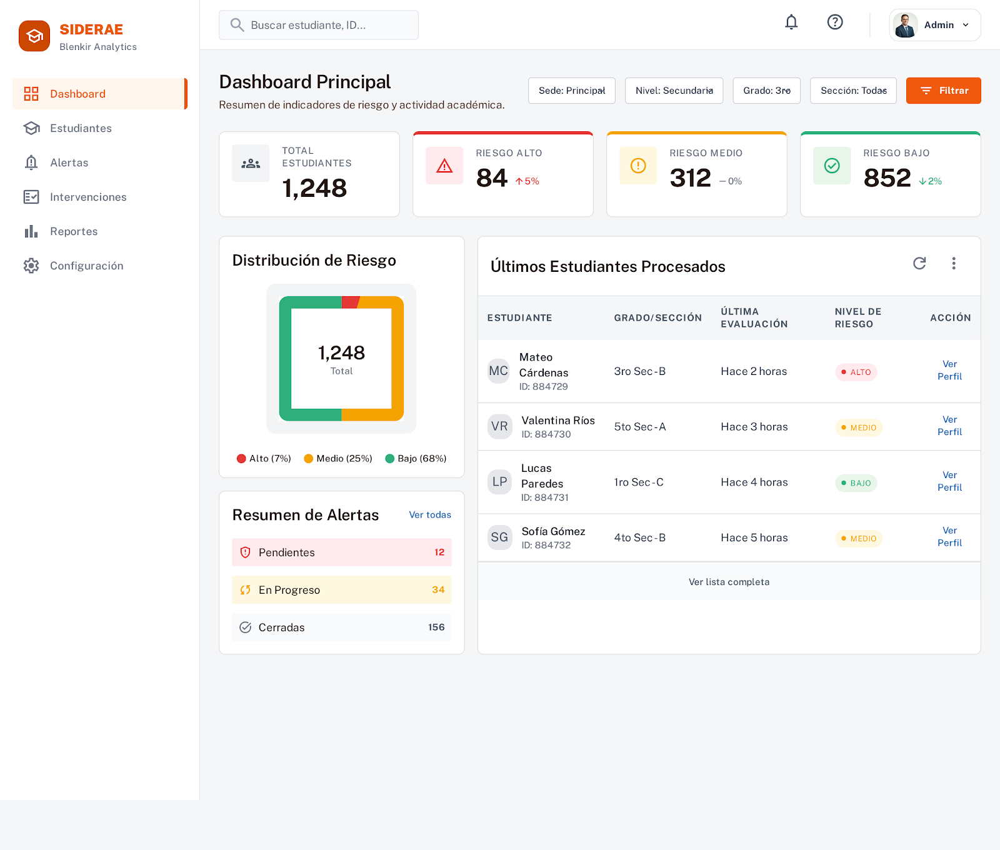 SIDERAE
Blenkir Analytics
Dashboard
Estudiantes
Alertas
Intervenciones
Reportes
Configuración
Buscar estudiante, ID...
Admin
Dashboard Principal
Resumen de indicadores de riesgo y actividad académica.
Sede: Principal
Nivel: Secundaria
Grado: 3ro
Sección: Todas
Filtrar
TOTAL
ESTUDIANTES
1,248
RIESGO ALTO
84 ↑ 5%
RIESGO MEDIO
312 — 0%
RIESGO BAJO
852 ↓ 2%
Distribución de Riesgo
1,248
Total
Alto (7%) Medio (25%) Bajo (68%)
Resumen de Alertas Ver todas
Pendientes 12
En Progreso 34
Cerradas 156
Últimos Estudiantes Procesados
ESTUDIANTE GRADO/SECCIÓN ÚLTIMA EVALUACIÓN NIVEL DE RIESGO ACCIÓN
MC Mateo Cárdenas ID: 884729 3ro Sec - B Hace 2 horas ALTO Ver Perfil
VR Valentina Ríos ID: 884730 5to Sec - A Hace 3 horas MEDIO Ver Perfil
LP Lucas Paredes ID: 884731 1ro Sec - C Hace 4 horas BAJO Ver Perfil
SG Sofía Gómez ID: 884732 4to Sec - B Hace 5 horas MEDIO Ver Perfil
Ver lista completa